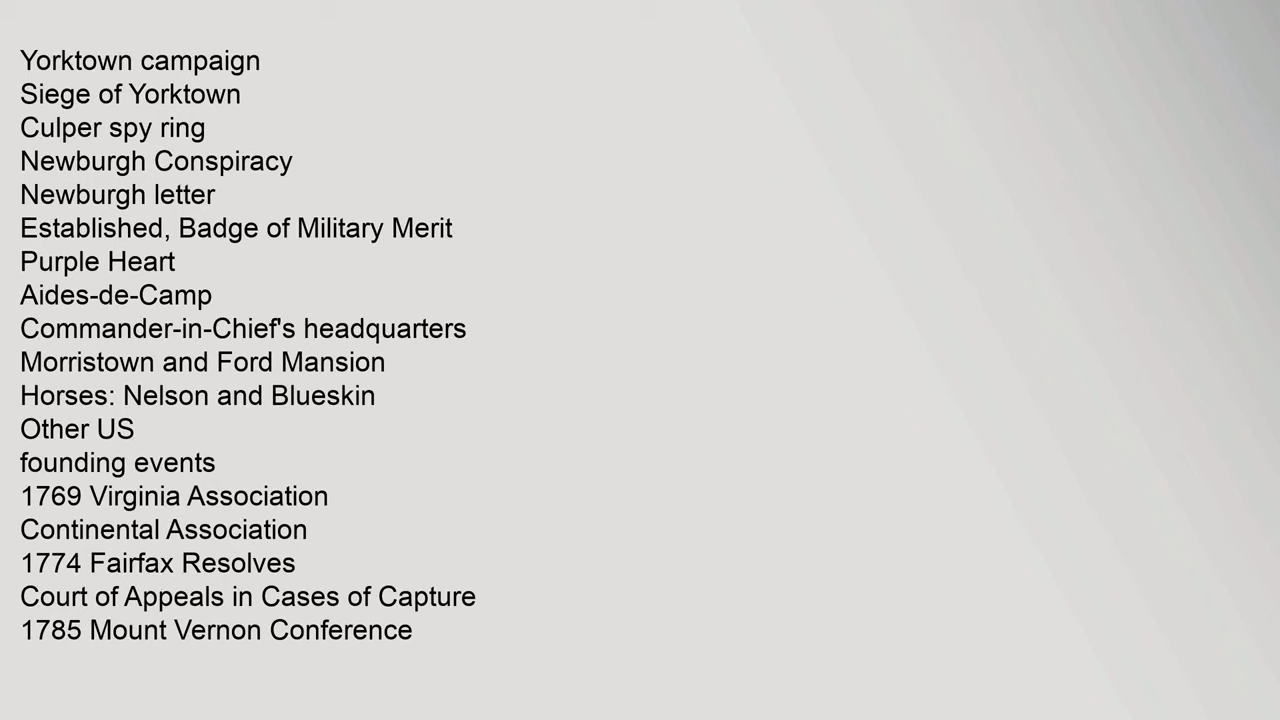 Yorktown campaign
Siege of Yorktown
Culper spy ring
Newburgh Conspiracy
Newburgh letter
Established, Badge of Military Merit
Purple Heart
Aides-de-Camp
Commander-in-Chief's headquarters
Morristown and Ford Mansion
Horses: Nelson and Blueskin
Other US
founding events
1769 Virginia Association
Continental Association
1774 Fairfax Resolves
Court of Appeals in Cases of Capture
1785 Mount Vernon Conference